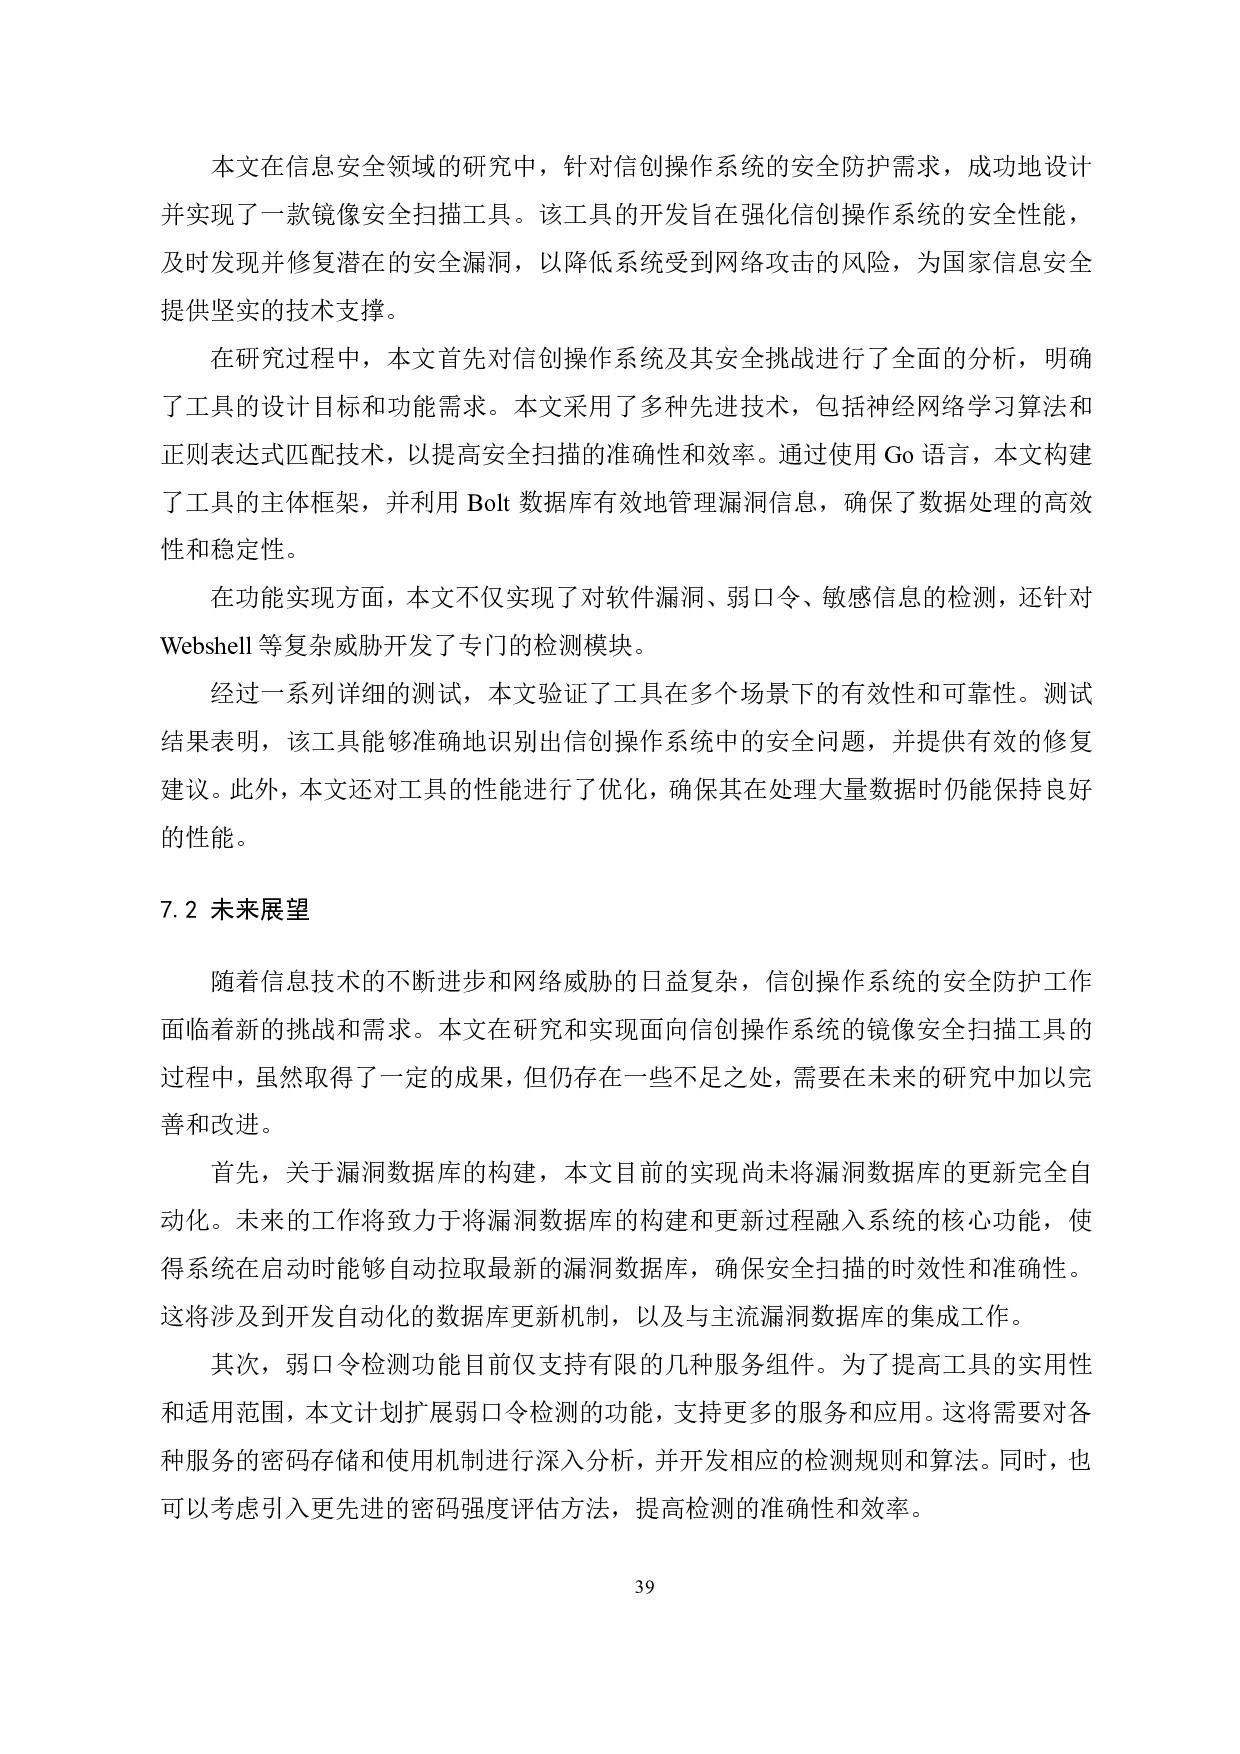 本文在信息安全领域的研究中，针对信创操作系统的安全防护需求，成功地设计
并实现了一款镜像安全扫描工具。该工具的开发旨在强化信创操作系统的安全性能，
及时发现并修复潜在的安全漏洞，以降低系统受到网络攻击的风险，为国家信息安全
提供坚实的技术支撑。
在研究过程中，本文首先对信创操作系统及其安全挑战进行了全面的分析，明确
了工具的设计目标和功能需求。本文采用了多种先进技术，包括神经网络学习算法和
正则表达式匹配技术，以提高安全扫描的准确性和效率。通过使用 Go 语言，本文构建
了工具的主体框架，并利用 Bolt 数据库有效地管理漏洞信息，确保了数据处理的高效
性和稳定性。
在功能实现方面，本文不仅实现了对软件漏洞、弱口令、敏感信息的检测，还针对
Webshell 等复杂威胁开发了专门的检测模块。
经过一系列详细的测试，本文验证了工具在多个场景下的有效性和可靠性。测试
结果表明，该工具能够准确地识别出信创操作系统中的安全问题，并提供有效的修复
建议。此外，本文还对工具的性能进行了优化，确保其在处理大量数据时仍能保持良好
的性能。
7.2 未来展望
随着信息技术的不断进步和网络威胁的日益复杂，信创操作系统的安全防护工作
面临着新的挑战和需求。本文在研究和实现面向信创操作系统的镜像安全扫描工具的
过程中，虽然取得了一定的成果，但仍存在一些不足之处，需要在未来的研究中加以完
善和改进。
首先，关于漏洞数据库的构建，本文目前的实现尚未将漏洞数据库的更新完全自
动化。未来的工作将致力于将漏洞数据库的构建和更新过程融入系统的核心功能，使
得系统在启动时能够自动拉取最新的漏洞数据库，确保安全扫描的时效性和准确性。
这将涉及到开发自动化的数据库更新机制，以及与主流漏洞数据库的集成工作。
其次，弱口令检测功能目前仅支持有限的几种服务组件。为了提高工具的实用性
和适用范围，本文计划扩展弱口令检测的功能，支持更多的服务和应用。这将需要对各
种服务的密码存储和使用机制进行深入分析，并开发相应的检测规则和算法。同时，也
可以考虑引入更先进的密码强度评估方法，提高检测的准确性和效率。
39